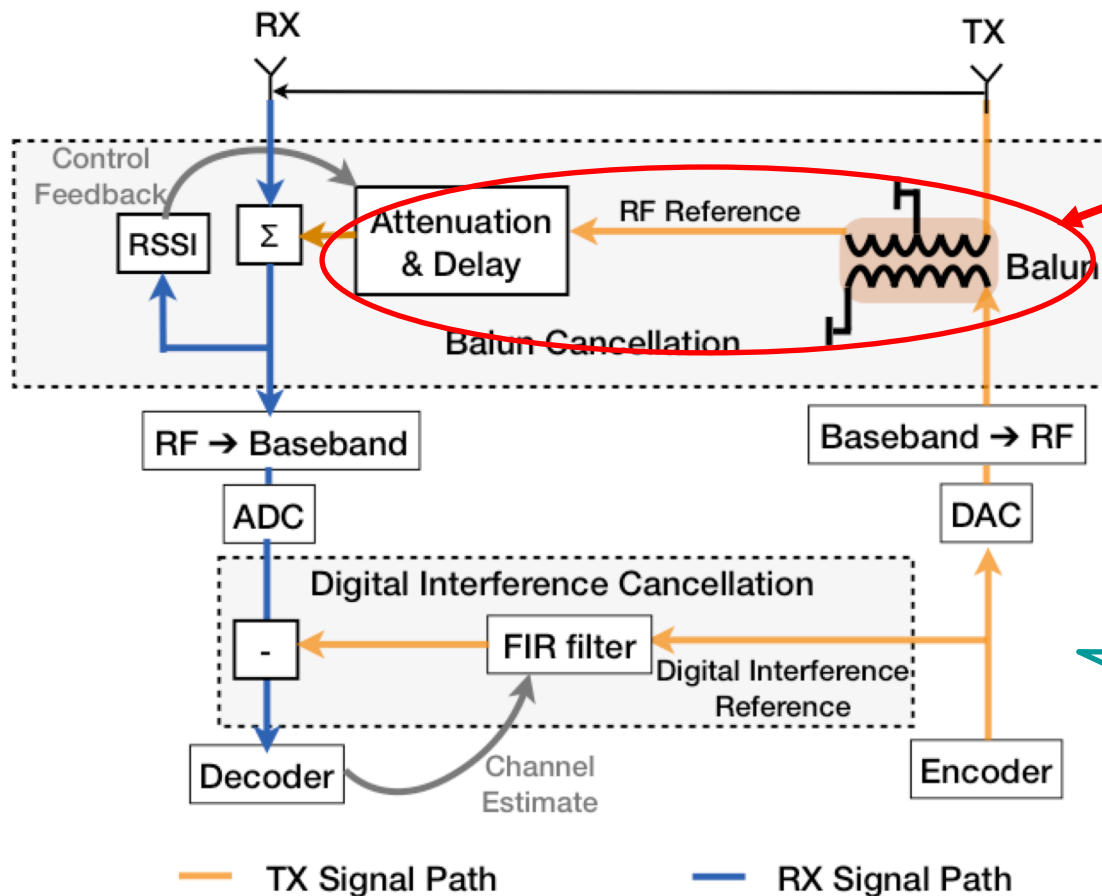 RX
TX
Control
Feedback
RSSI
Σ
Attenuation
& Delay
RF Reference
Balun
Balun Cancellation
RF → Baseband
Baseband → RF
ADC
DAC
Digital Interference Cancellation
-
FIR filter
Digital Interference
Reference
Decoder
Channel
Estimate
Encoder
TX Signal Path
RX Signal Path